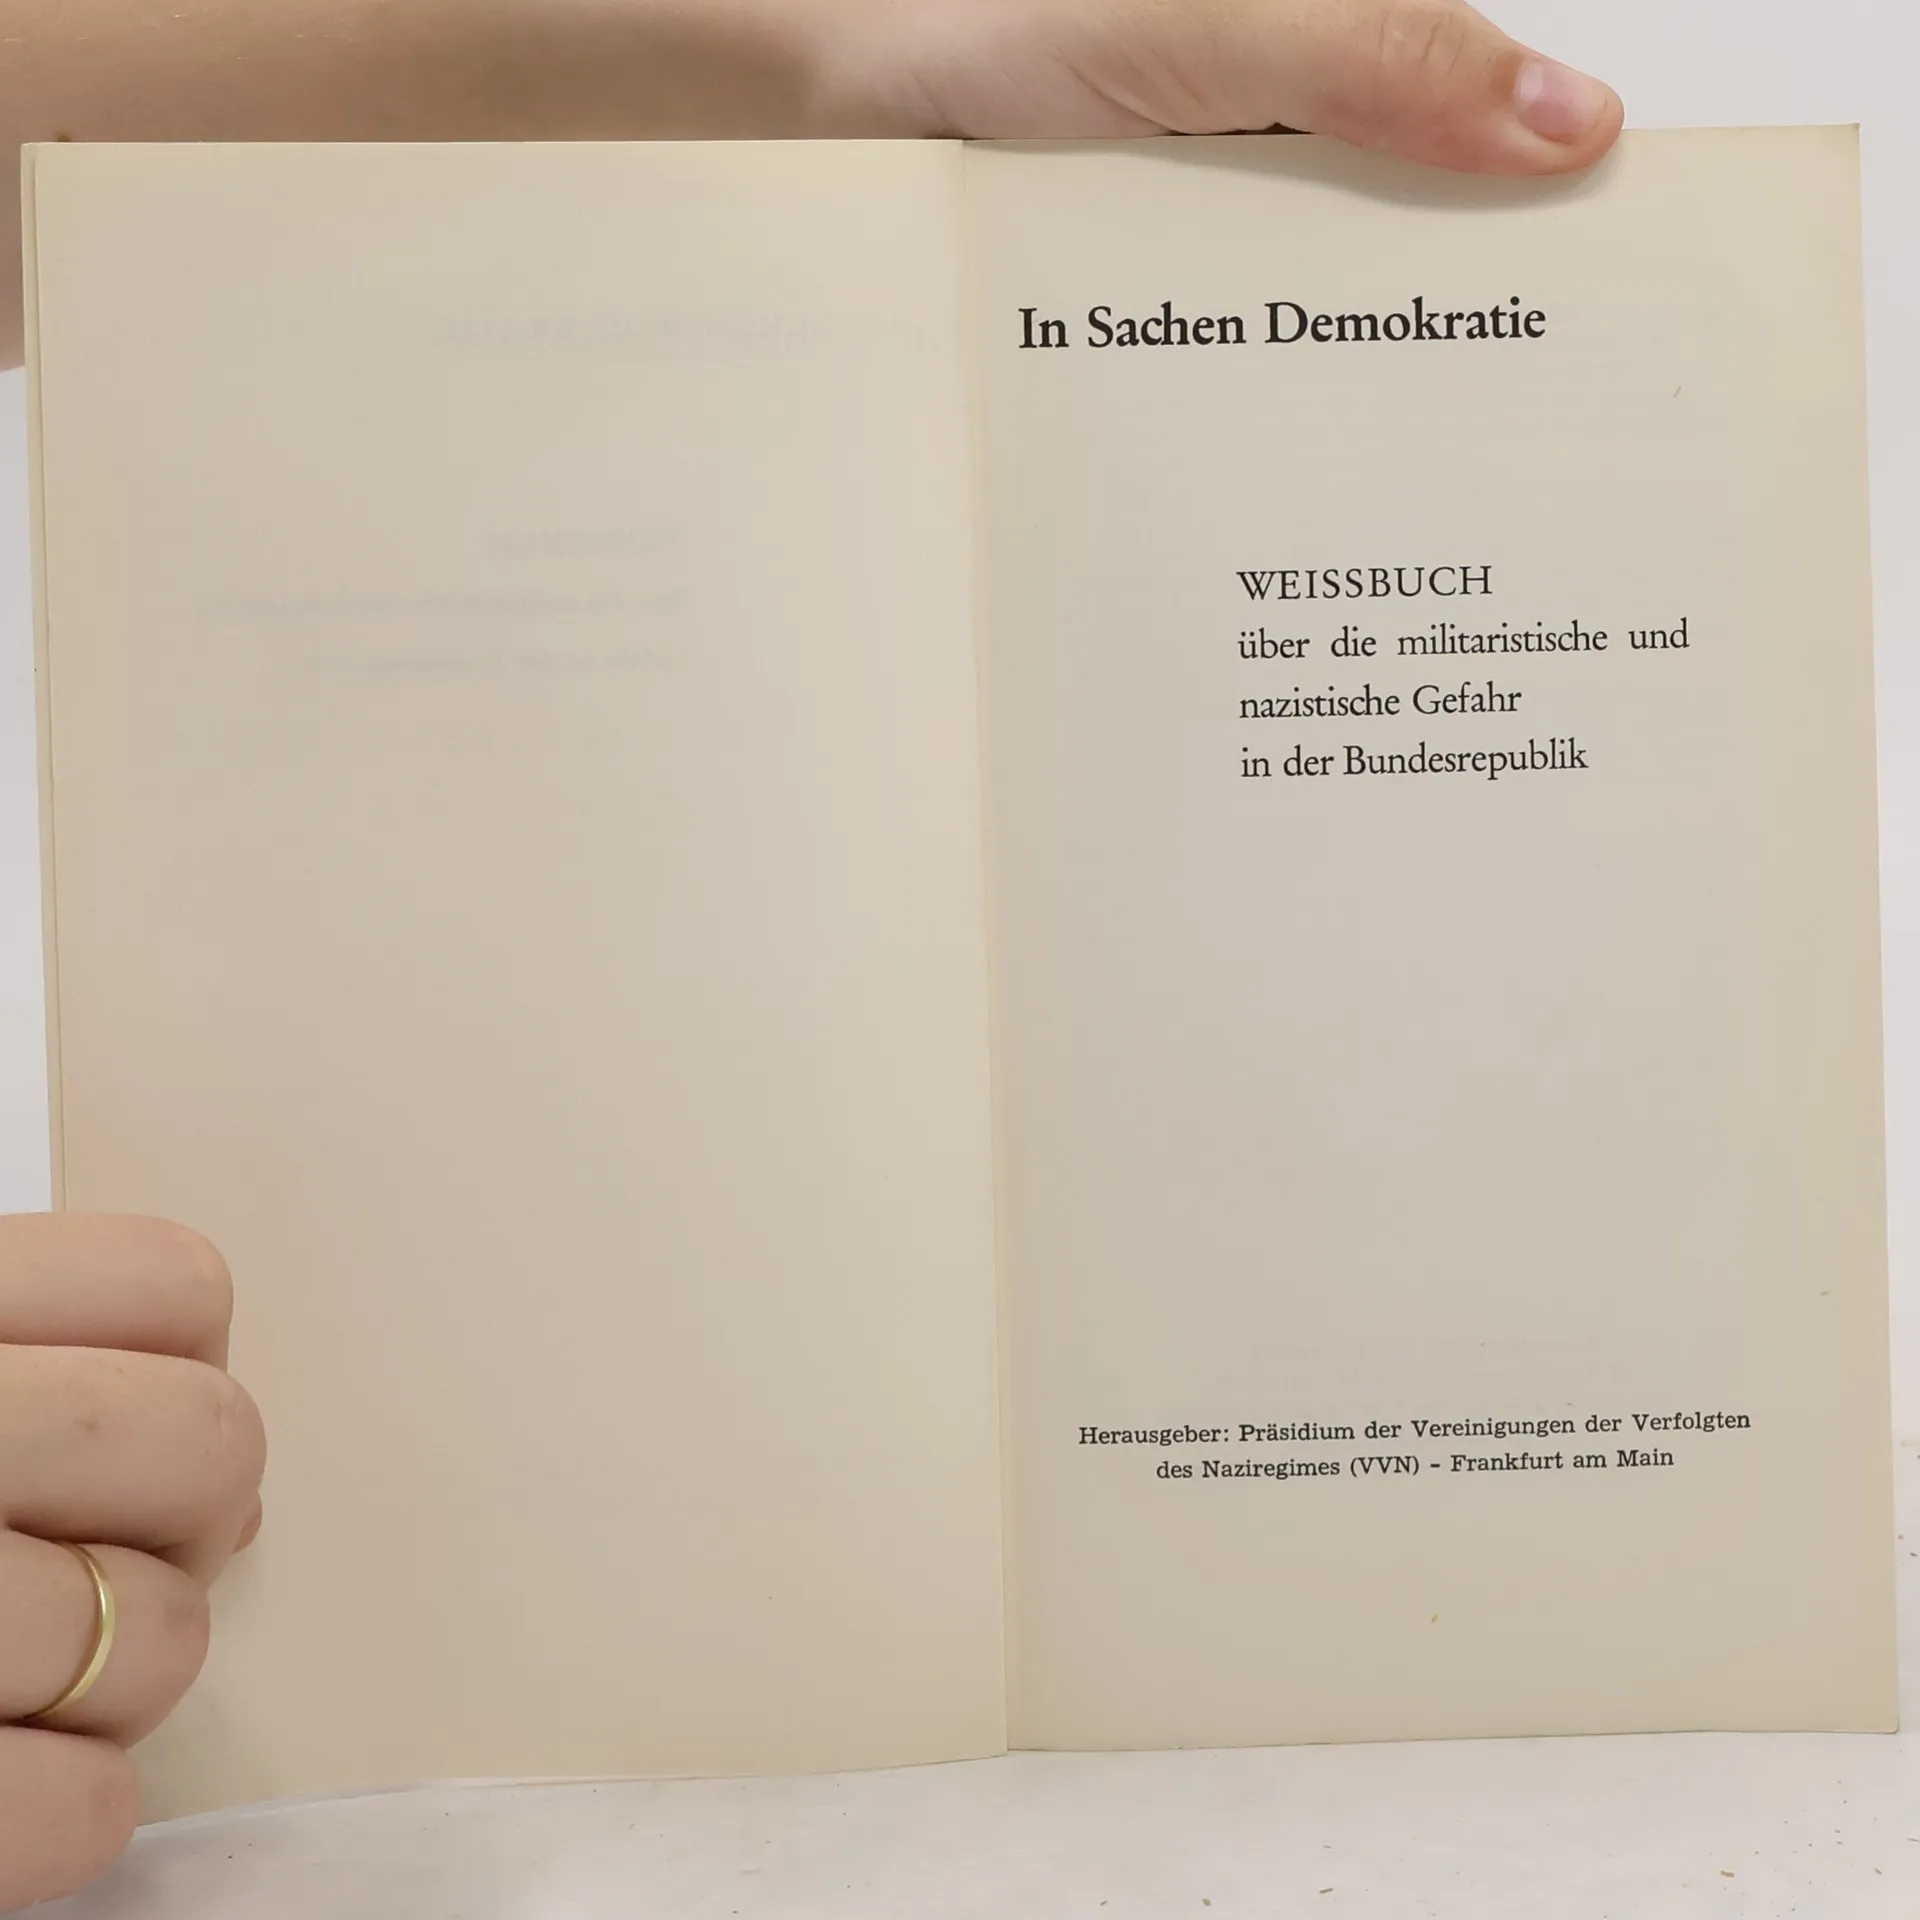 In Sachen Demokratie
WEISSBUCH
über die militaristische und
nazistische Gefahr
in der Bundesrepublik
Herausgeber: Präsidium der Vereinigungen der Verfolgten
des Naziregimes (VVN) – Frankfurt am Main